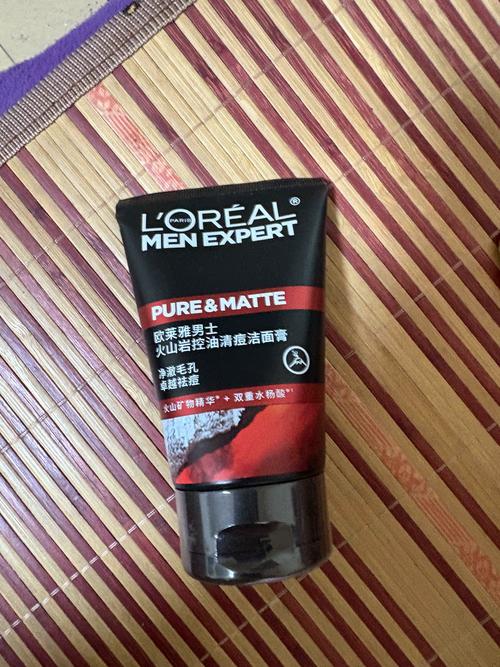 L'ORÉAL®
PARIS
MEN EXPERT
PURE & MATTE
欧莱雅男士
火山岩控油清痘洁面膏
净澈毛孔
卓越祛痘
火山矿物精华* + 双重水杨酸*¹